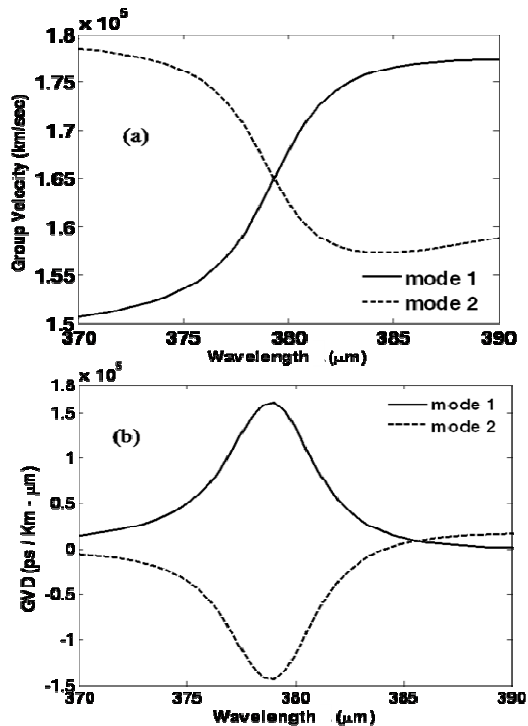 1.8 x 10⁵
1.75
1.7
1.65
1.6
1.55
1.5
Group Velocity (km/sec)
(a)
mode 1
mode 2
370 375 380 385 390
Wavelength (μm)
1.8 x 10⁵
1.5
1
0.5
0
-0.5
-1
-1.5
GVD (ps / Km - μm)
(b)
mode 1
mode 2
370 375 380 385 390
Wavelength (μm)